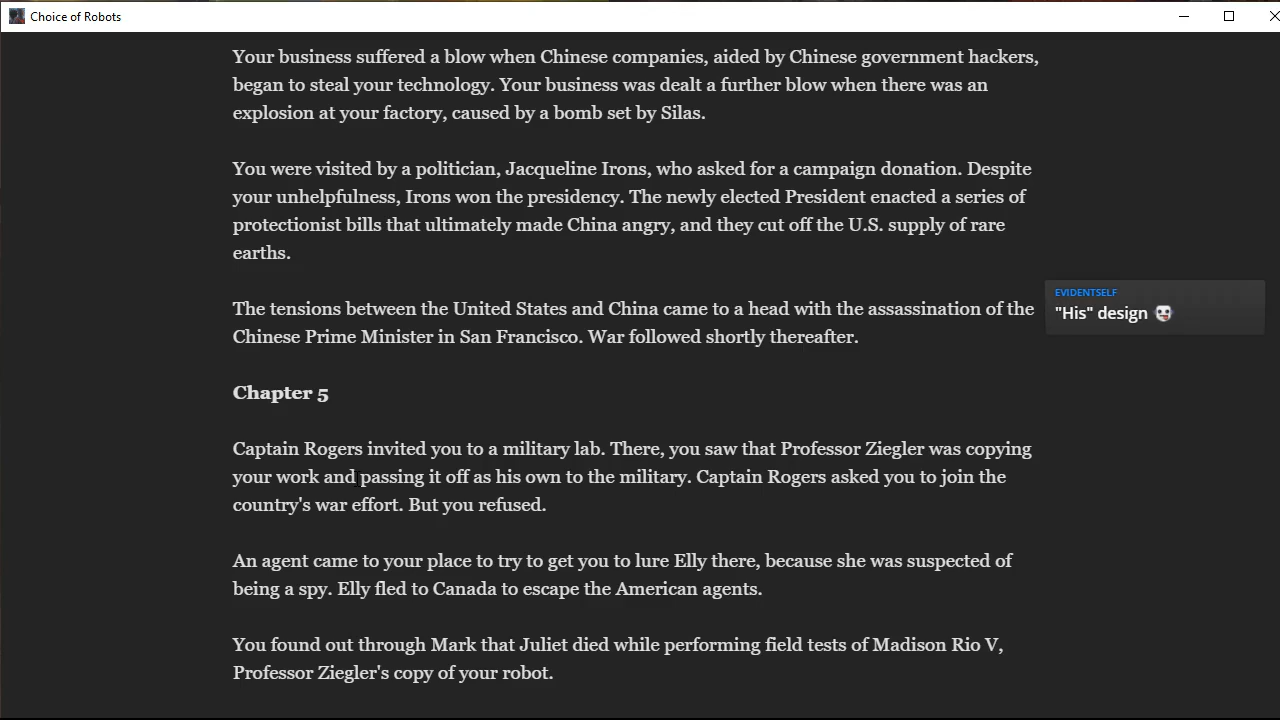 Choice of Robots
Your business suffered a blow when Chinese companies, aided by Chinese government hackers,
began to steal your technology. Your business was dealt a further blow when there was an
explosion at your factory, caused by a bomb set by Silas.
You were visited by a politician, Jacqueline Irons, who asked for a campaign donation. Despite
your unhelpfulness, Irons won the presidency. The newly elected President enacted a series of
protectionist bills that ultimately made China angry, and they cut off the U.S. supply of rare
earths.
The tensions between the United States and China came to a head with the assassination of the
Chinese Prime Minister in San Francisco. War followed shortly thereafter.
EVIDENTSELF
"His" design
Chapter 5
Captain Rogers invited you to a military lab. There, you saw that Professor Ziegler was copying
your work and passing it off as his own to the military. Captain Rogers asked you to join the
country's war effort. But you refused.
An agent came to your place to try to get you to lure Elly there, because she was suspected of
being a spy. Elly fled to Canada to escape the American agents.
You found out through Mark that Juliet died while performing field tests of Madison Rio V,
Professor Ziegler's copy of your robot.